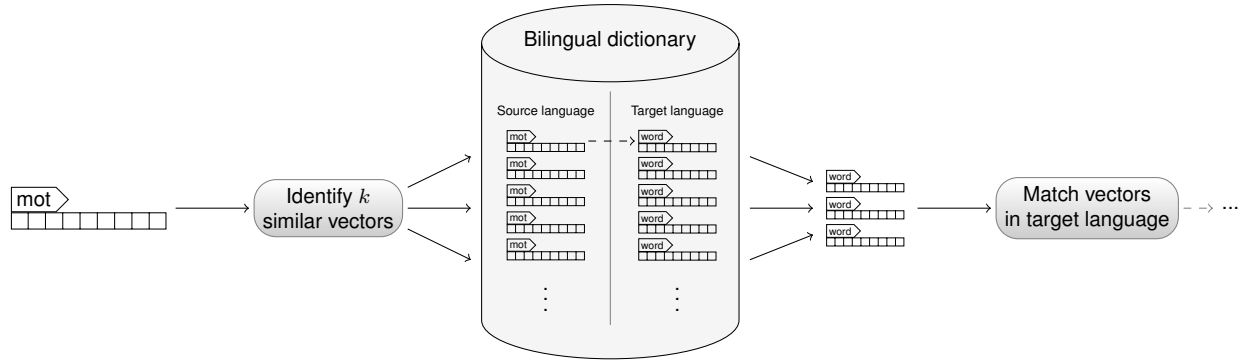 mot
Identify k
similar vectors
Bilingual dictionary
Source language
Target language
mot
word
mot
word
mot
word
mot
word
mot
word
⋮
⋮
word
word
word
Match vectors
in target language
...